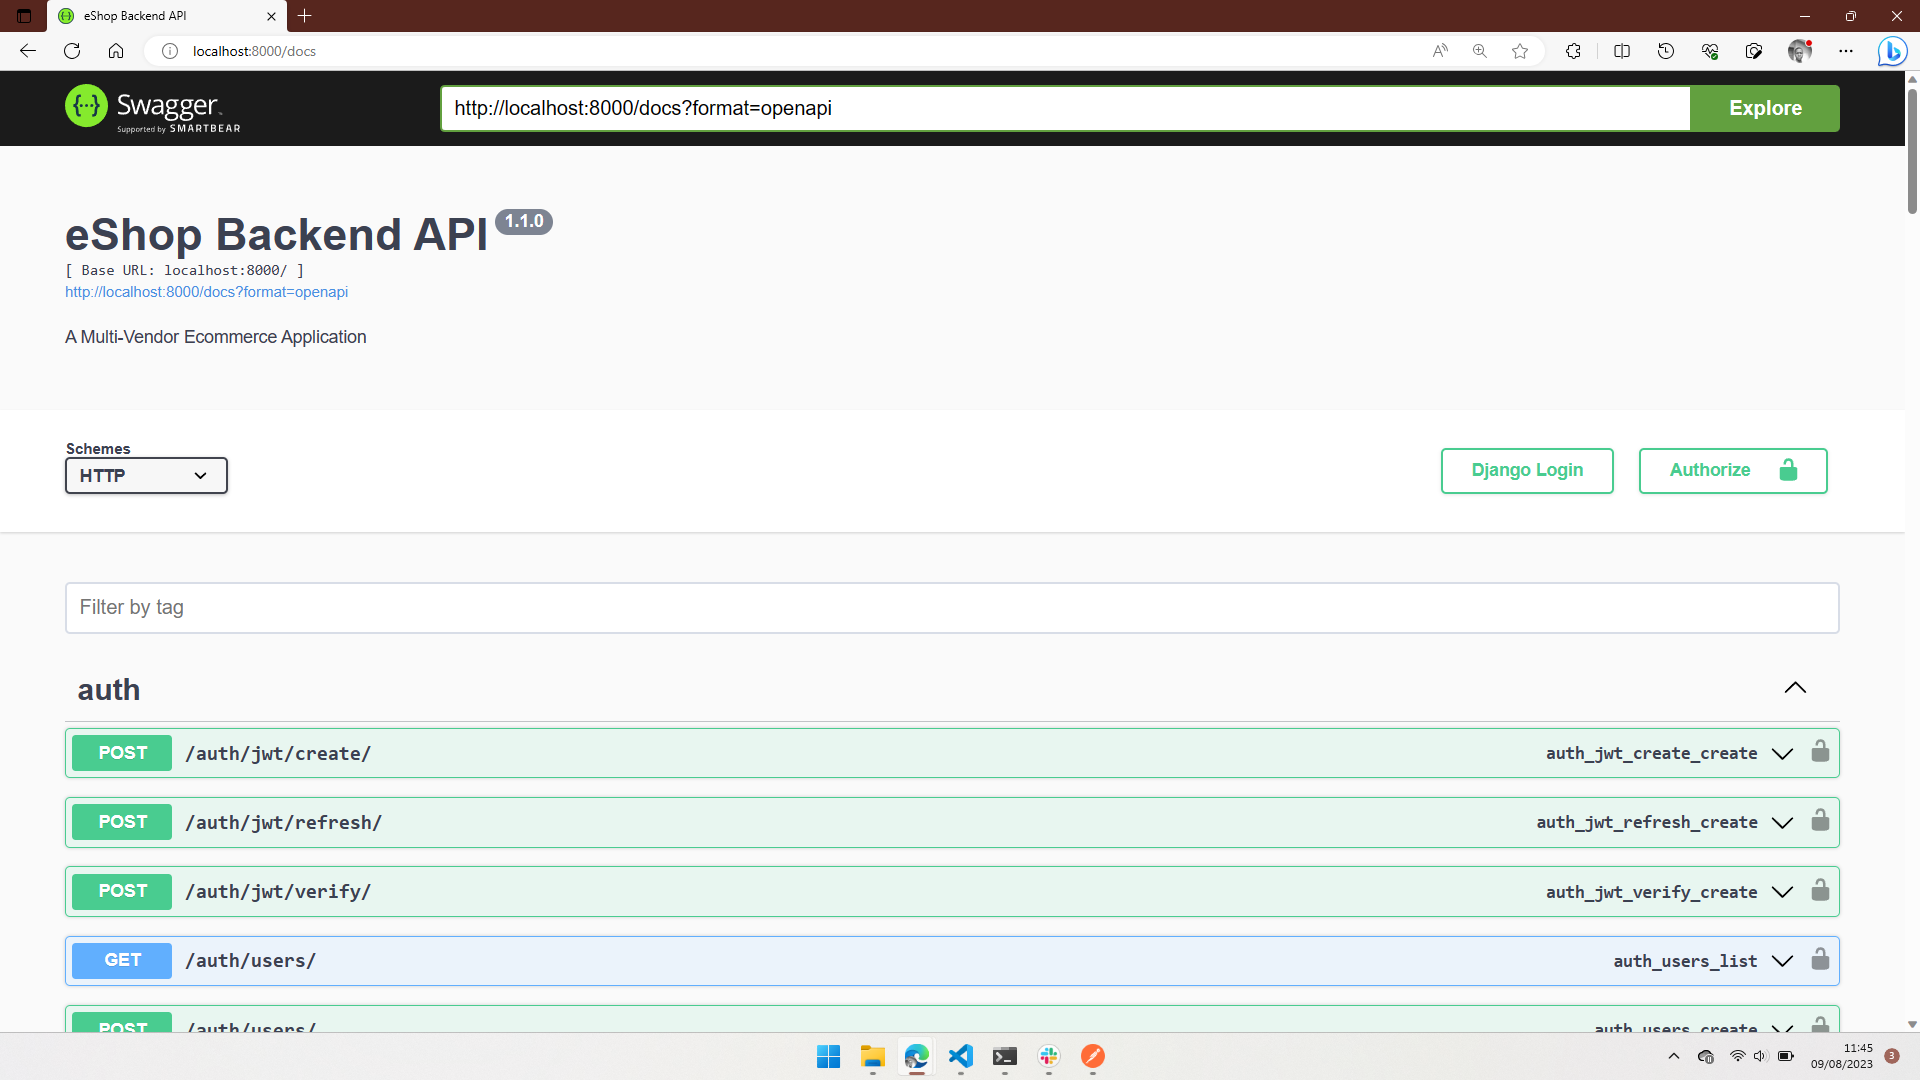 eShop Backend API
localhost:8000/docs
Swagger
Supported by SMARTBEAR
http://localhost:8000/docs?format=openapi
Explore
eShop Backend API 1.1.0
[ Base URL: localhost:8000/ ]
http://localhost:8000/docs?format=openapi
A Multi-Vendor Ecommerce Application
Schemes
HTTP
Django Login
Authorize
Filter by tag
auth
POST /auth/jwt/create/ auth_jwt_create_create
POST /auth/jwt/refresh/ auth_jwt_refresh_create
POST /auth/jwt/verify/ auth_jwt_verify_create
GET /auth/users/ auth_users_list
POST /auth/users/ auth_users_create
11:45
09/08/2023
3